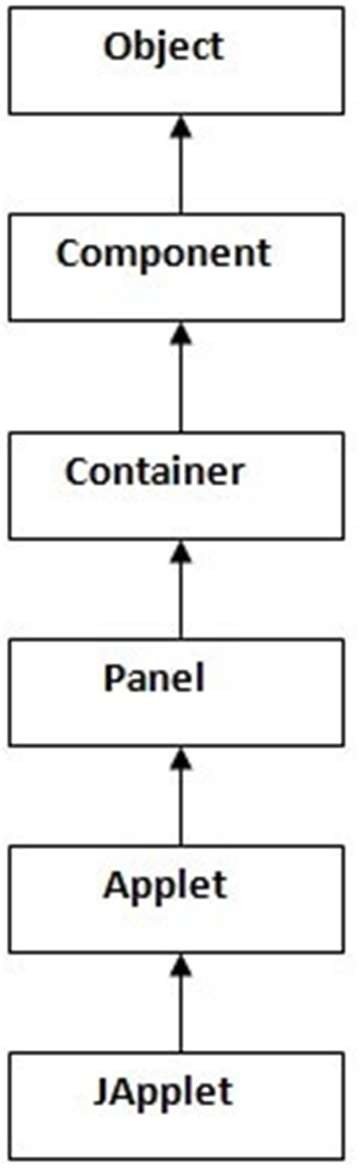 Object
Component
Container
Panel
Applet
JApplet